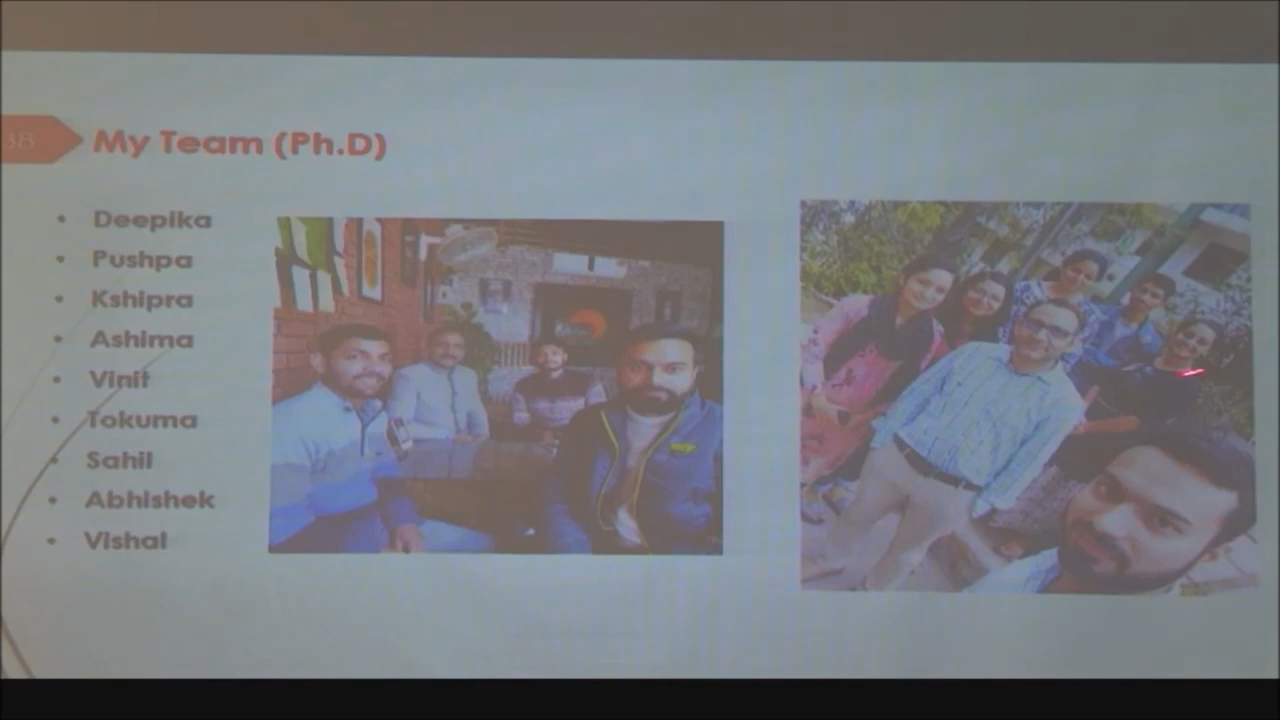 38
My Team (Ph.D)
• Deepika
• Pushpa
• Kshipra
• Ashima
• Vinit
• Tokuma
• Sahil
• Abhishek
• Vishal